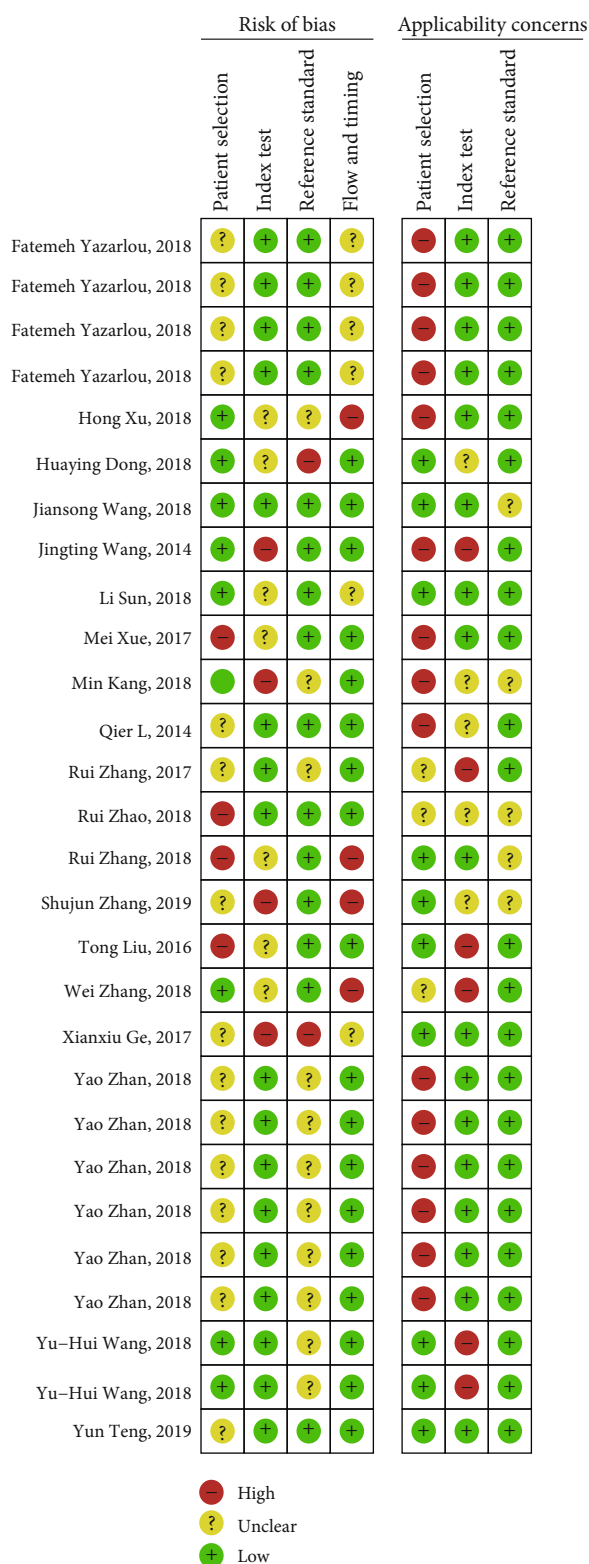 Risk of bias Applicability concerns
Patient selection Index test Reference standard Flow and timing Patient selection Index test Reference standard
Fatemeh Yazarlou, 2018 ? + + ? − + +
Fatemeh Yazarlou, 2018 ? + + ? − + +
Fatemeh Yazarlou, 2018 ? + + ? − + +
Fatemeh Yazarlou, 2018 ? + + ? − + +
Hong Xu, 2018 + ? ? − − + +
Huaying Dong, 2018 + ? − + + ? +
Jiansong Wang, 2018 + + + + + + ?
Jingting Wang, 2014 + − + + − − +
Li Sun, 2018 + ? + ? + + +
Mei Xue, 2017 − ? + + − + +
Min Kang, 2018 − ? + − ? ?
Qier L, 2014 ? + + + − ? +
Rui Zhang, 2017 ? + ? + ? − +
Rui Zhao, 2018 − + + + ? ? ?
Rui Zhang, 2018 − ? + − + + ?
Shujun Zhang, 2019 ? − + − + ? ?
Tong Liu, 2016 − ? + + + − +
Wei Zhang, 2018 + ? + − ? − +
Xianxiu Ge, 2017 ? − − ? + + +
Yao Zhan, 2018 ? + ? + − + +
Yao Zhan, 2018 ? + ? + − + +
Yao Zhan, 2018 ? + ? + − + +
Yao Zhan, 2018 ? + ? + − + +
Yao Zhan, 2018 ? + ? + − + +
Yao Zhan, 2018 ? + ? + − + +
Yu−Hui Wang, 2018 + + ? + + − +
Yu−Hui Wang, 2018 + + ? + + − +
Yun Teng, 2019 ? + + + + + +
− High
? Unclear
+ Low